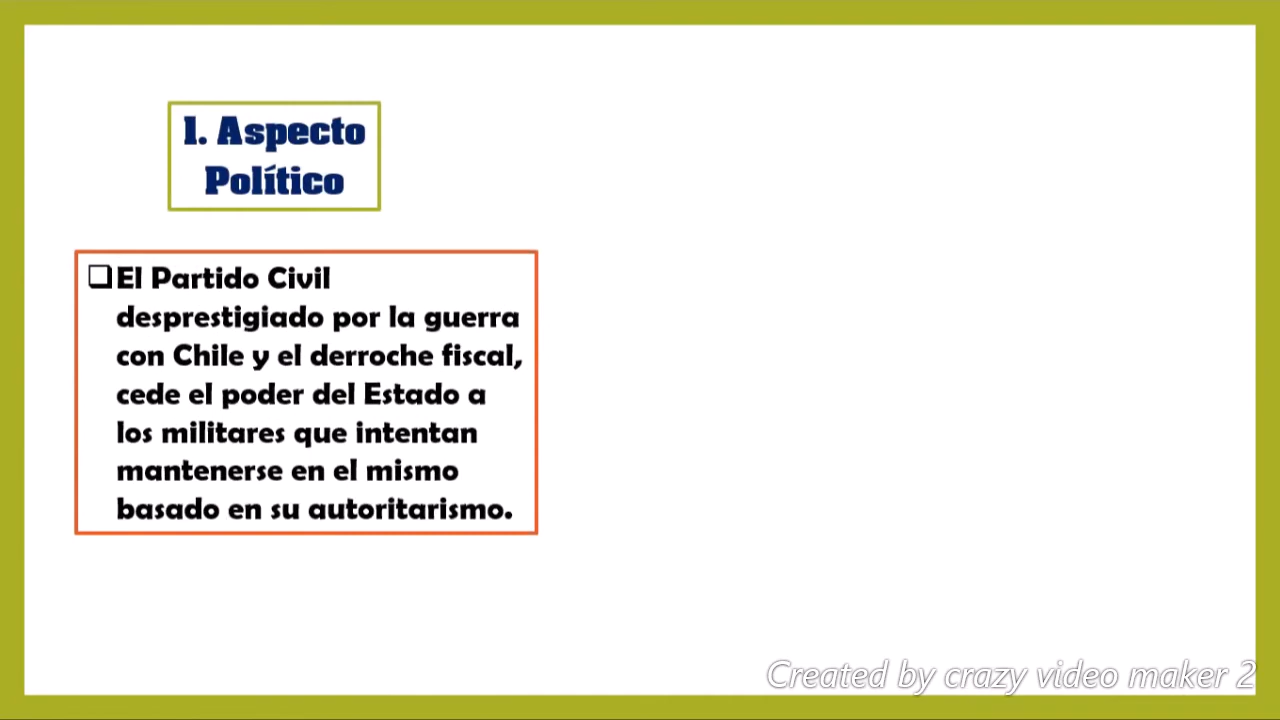 1. Aspecto
Político
❑El Partido Civil
desprestigiado por la guerra
con Chile y el derroche fiscal,
cede el poder del Estado a
los militares que intentan
mantenerse en el mismo
basado en su autoritarismo.
Created by crazy video maker 2